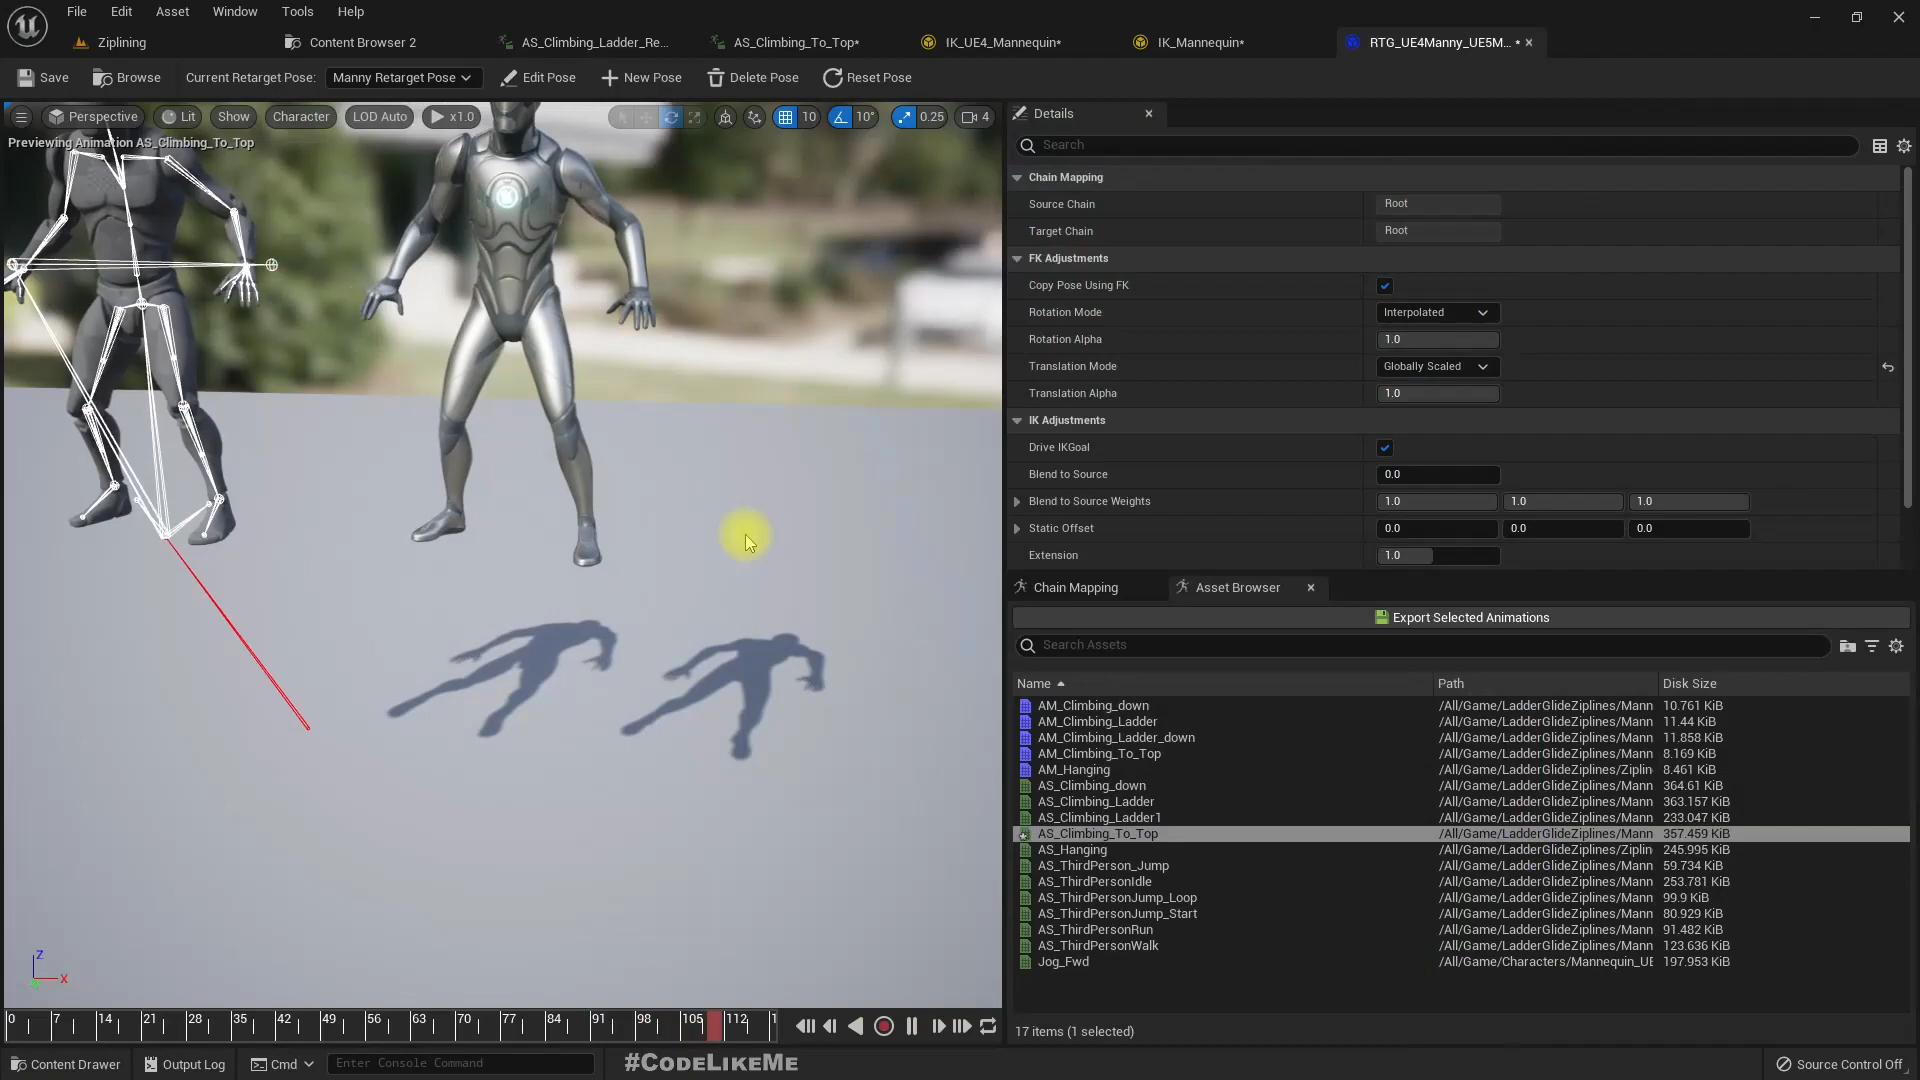 File Edit Asset Window Tools Help
Ziplining Content Browser 2 AS_Climbing_Ladder_Re... AS_Climbing_To_Top* IK_UE4_Mannequin* IK_Mannequin* RTG_UE4Manny_UE5M... *
Save Browse Current Retarget Pose: Manny Retarget Pose Edit Pose New Pose Delete Pose Reset Pose
Perspective Lit Show Character LOD Auto x1.0 10 10° 0.25 4
Previewing Animation AS_Climbing_To_Top
Details
Search
Chain Mapping
Source Chain Root
Target Chain Root
FK Adjustments
Copy Pose Using FK
Rotation Mode Interpolated
Rotation Alpha 1.0
Translation Mode Globally Scaled
Translation Alpha 1.0
IK Adjustments
Drive IKGoal
Blend to Source 0.0
Blend to Source Weights 1.0 1.0 1.0
Static Offset 0.0 0.0 0.0
Extension 1.0
Chain Mapping Asset Browser
Export Selected Animations
Search Assets
Name Path Disk Size
AM_Climbing_down /All/Game/LadderGlideZiplines/Mann 10.761 KiB
AM_Climbing_Ladder /All/Game/LadderGlideZiplines/Mann 11.44 KiB
AM_Climbing_Ladder_down /All/Game/LadderGlideZiplines/Mann 11.858 KiB
AM_Climbing_To_Top /All/Game/LadderGlideZiplines/Mann 8.169 KiB
AM_Hanging /All/Game/LadderGlideZiplines/Ziplin 8.461 KiB
AS_Climbing_down /All/Game/LadderGlideZiplines/Mann 364.61 KiB
AS_Climbing_Ladder /All/Game/LadderGlideZiplines/Mann 363.157 KiB
AS_Climbing_Ladder1 /All/Game/LadderGlideZiplines/Mann 233.047 KiB
AS_Climbing_To_Top /All/Game/LadderGlideZiplines/Mann 357.459 KiB
AS_Hanging /All/Game/LadderGlideZiplines/Ziplin 245.995 KiB
AS_ThirdPerson_Jump /All/Game/LadderGlideZiplines/Mann 59.734 KiB
AS_ThirdPersonIdle /All/Game/LadderGlideZiplines/Mann 253.781 KiB
AS_ThirdPersonJump_Loop /All/Game/LadderGlideZiplines/Mann 99.9 KiB
AS_ThirdPersonJump_Start /All/Game/LadderGlideZiplines/Mann 80.929 KiB
AS_ThirdPersonRun /All/Game/LadderGlideZiplines/Mann 91.482 KiB
AS_ThirdPersonWalk /All/Game/LadderGlideZiplines/Mann 123.636 KiB
Jog_Fwd /All/Game/Characters/Mannequin_UE 197.953 KiB
Z
X
0 7 14 21 28 35 42 49 56 63 70 77 84 91 98 105 112 1
17 items (1 selected)
Content Drawer Output Log Cmd Enter Console Command #CODELIKEME Source Control Off